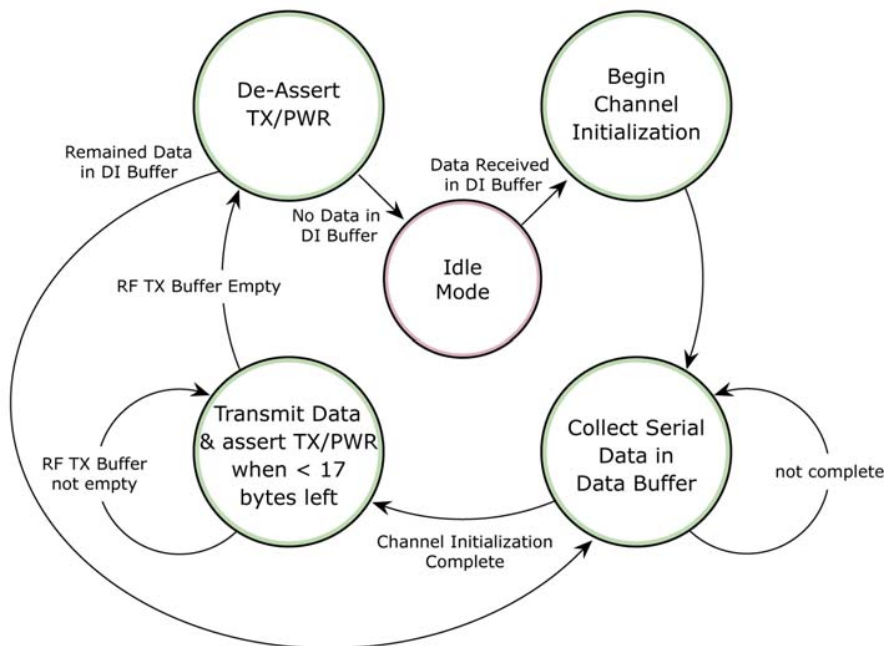 De-Assert
TX/PWR
Begin
Channel
Initialization
Remained Data
in DI Buffer
Data Received
in DI Buffer
No Data in
DI Buffer
Idle
Mode
RF TX Buffer Empty
Transmit Data
& assert TX/PWR
when < 17
bytes left
Collect Serial
Data in
Data Buffer
RF TX Buffer
not empty
not complete
Channel Initialization
Complete